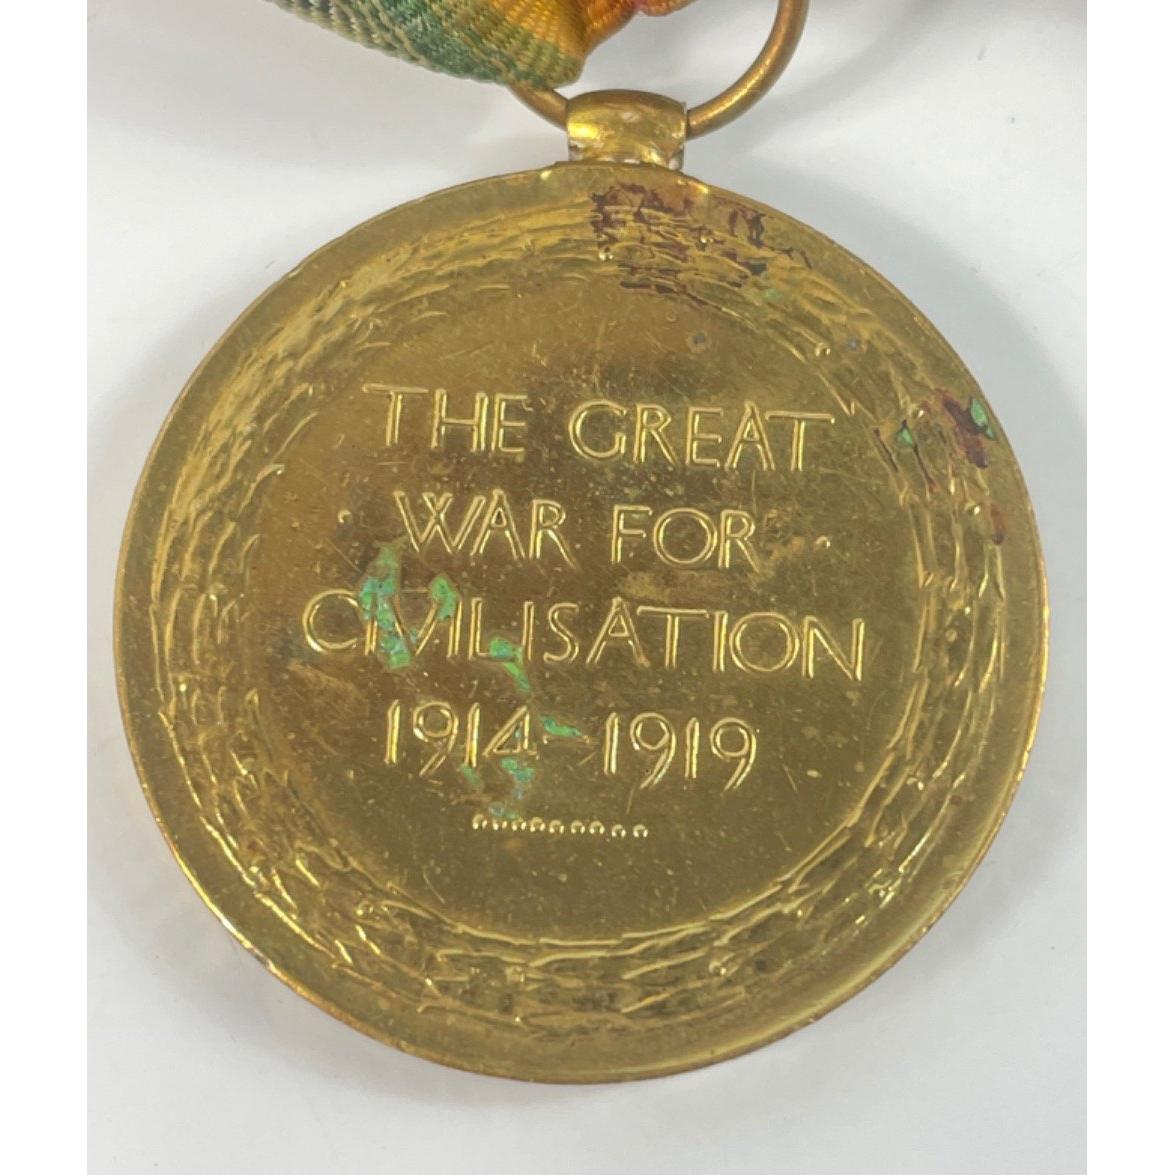 THE GREAT
WAR FOR
CIVILISATION
1914-1919